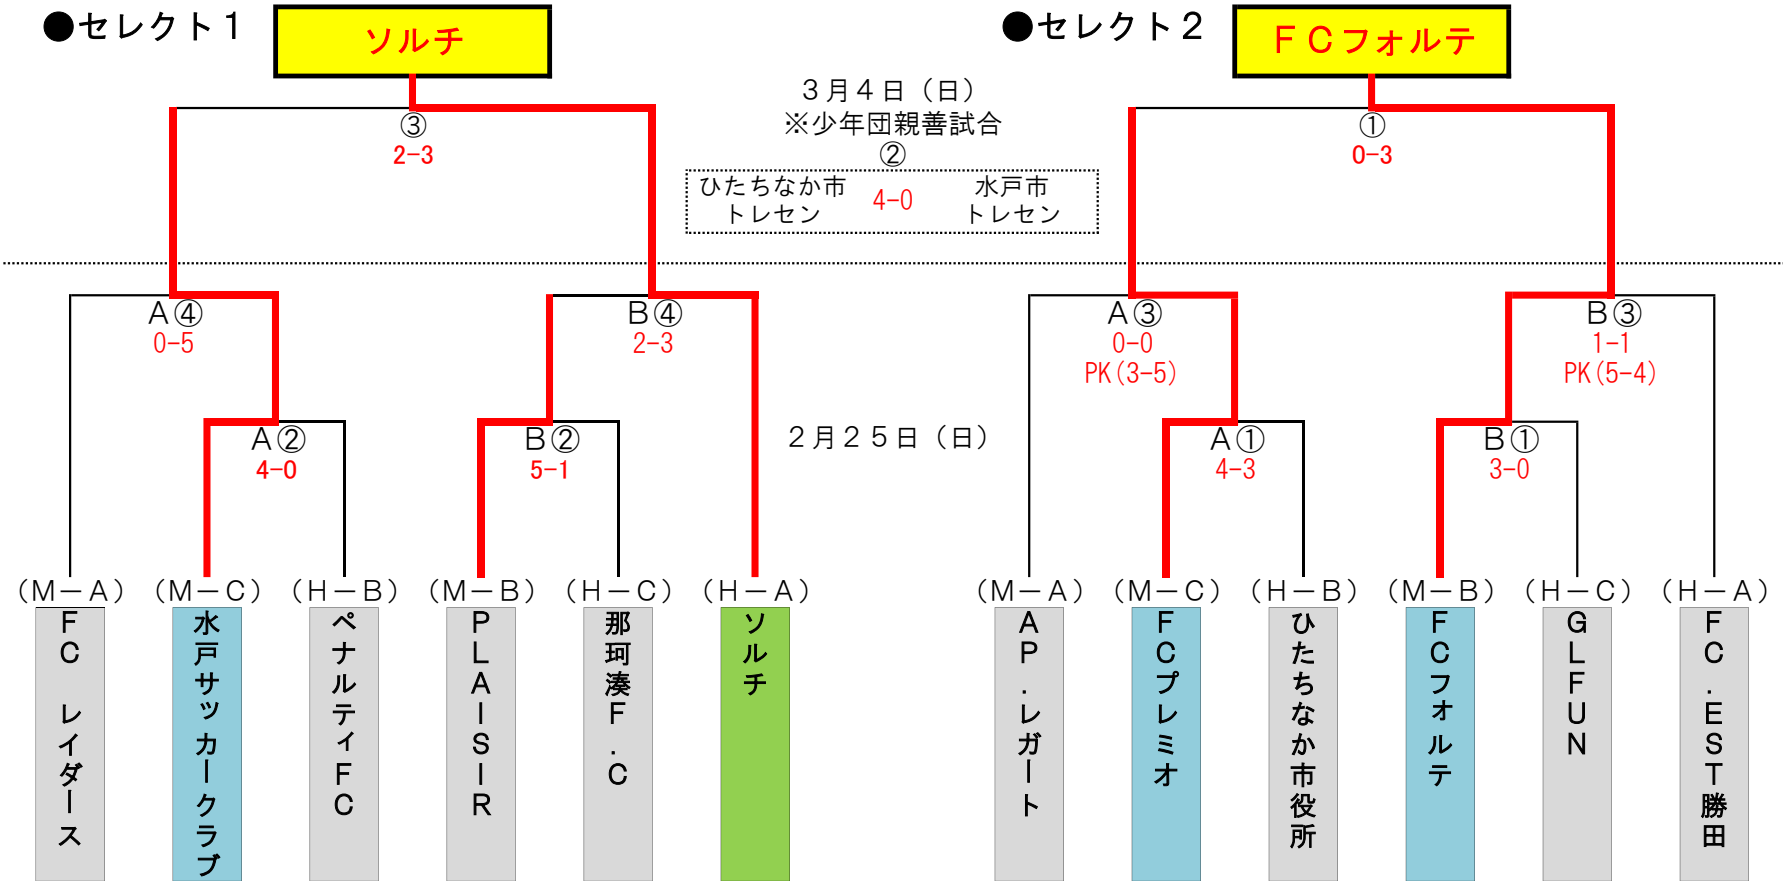 ●セレクト1
ソルチ
●セレクト2
FCフォルテ
3月4日（日）
※少年団親善試合
②
ひたちなか市
トレセン
4-0
水戸市
トレセン
③
2-3
①
0-3
A④
0-5
B④
2-3
A③
0-0
PK(3-5)
B③
1-1
PK(5-4)
A②
4-0
B②
5-1
2月25日（日）
A①
4-3
B①
3-0
（M－A）
（M－C）
（H－B）
（M－B）
（H－C）
（H－A）
（M－A）
（M－C）
（H－B）
（M－B）
（H－C）
（H－A）
FC レイダース
水戸サッカークラブ
ペナルティFC
PLAISIR
那珂湊F.C
ソルチ
AP.レガート
FCプレミオ
ひたちなか市役所
FCフォルテ
GLFUN
FC.EST勝田